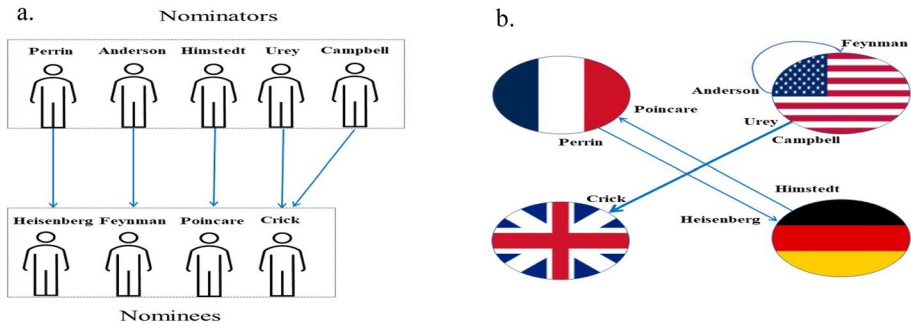 a.
Nominators
Perrin Anderson Himstedt Urey Campbell
Heisenberg Feynman Poincare Crick
Nominees
b.
Feynman
Anderson
Poincare
Urey
Perrin
Campbell
Crick
Himstedt
Heisenberg